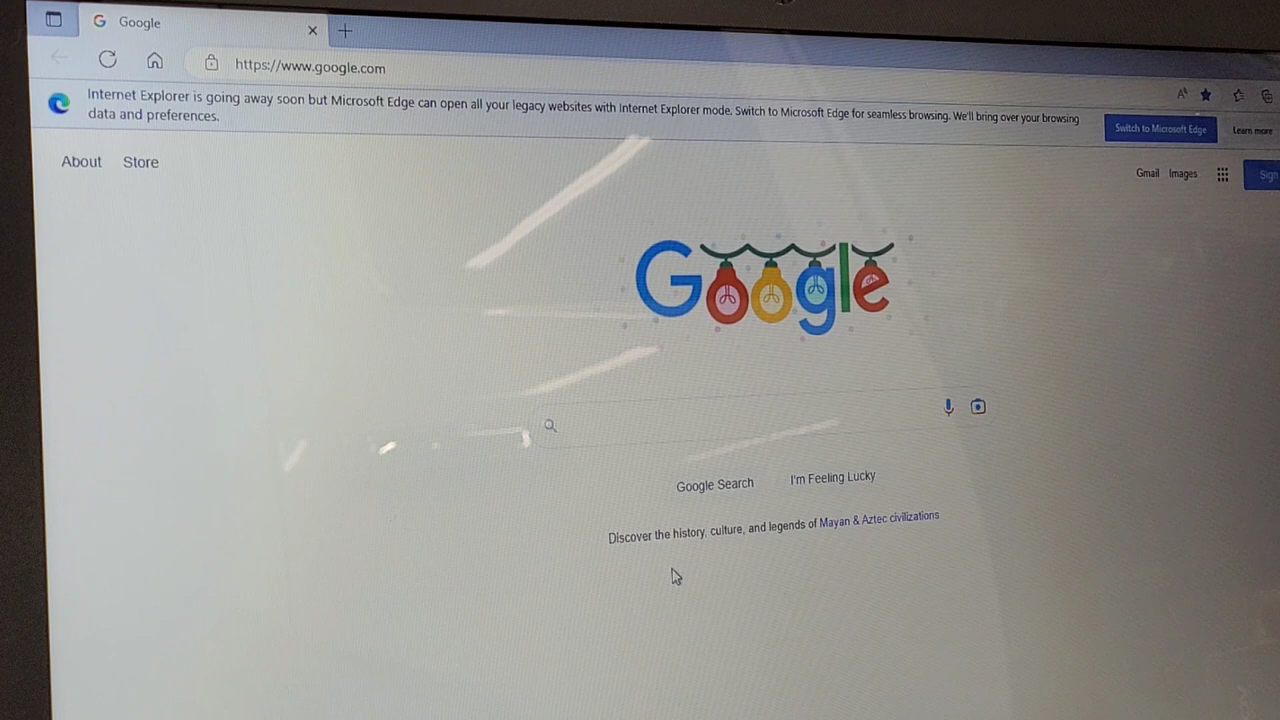 Google
https://www.google.com
Internet Explorer is going away soon but Microsoft Edge can open all your legacy websites with Internet Explorer mode. Switch to Microsoft Edge for seamless browsing. We'll bring over your browsing
data and preferences.
Switch to Microsoft Edge
Learn more
About Store
Gmail Images
Sign
Google
Google Search I'm Feeling Lucky
Discover the history, culture, and legends of Mayan & Aztec civilizations